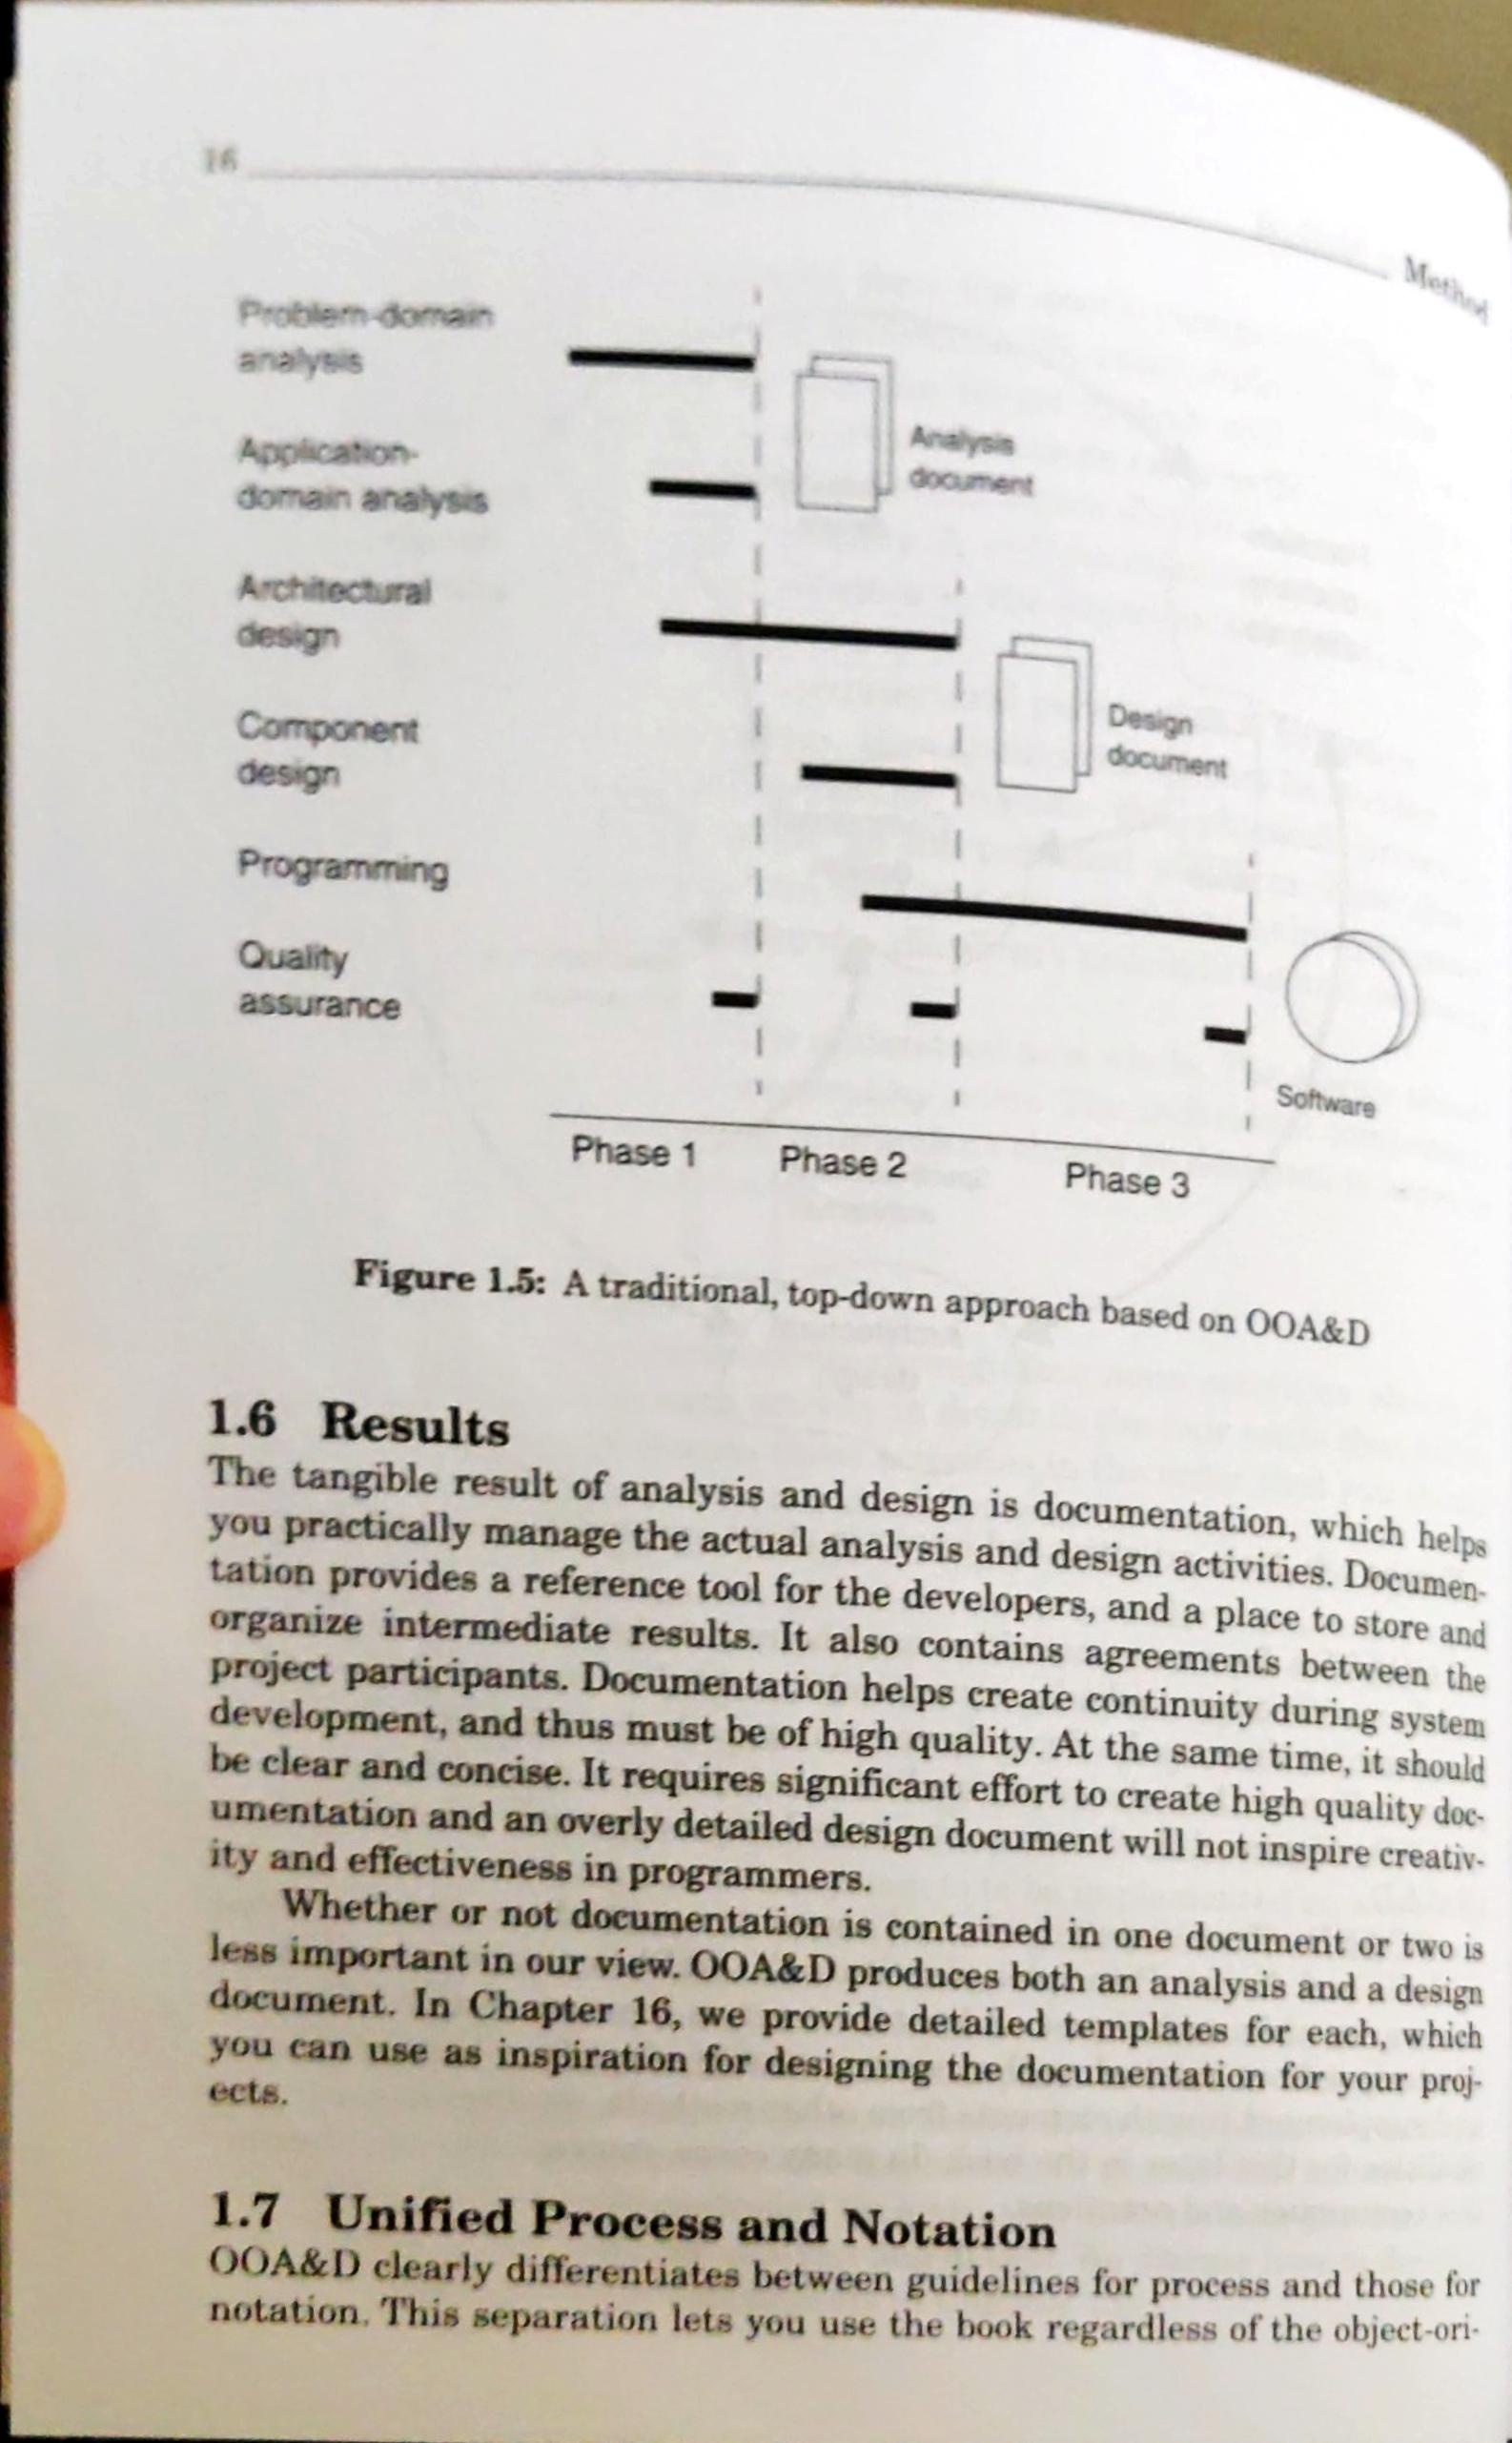 16
Method
Problem-domain
analysis
Application-
domain analysis
Analysis
document
Architectural
design
Component
design
Design
document
Programming
Quality
assurance
Software
Phase 1 Phase 2 Phase 3
Figure 1.5: A traditional, top-down approach based on OOA&D
1.6 Results
The tangible result of analysis and design is documentation, which helps
you practically manage the actual analysis and design activities. Documen-
tation provides a reference tool for the developers, and a place to store and
organize intermediate results. It also contains agreements between the
project participants. Documentation helps create continuity during system
development, and thus must be of high quality. At the same time, it should
be clear and concise. It requires significant effort to create high quality doc-
umentation and an overly detailed design document will not inspire creativ-
ity and effectiveness in programmers.
Whether or not documentation is contained in one document or two is
less important in our view. OOA&D produces both an analysis and a design
document. In Chapter 16, we provide detailed templates for each, which
you can use as inspiration for designing the documentation for your proj-
ects.
1.7 Unified Process and Notation
OOA&D clearly differentiates between guidelines for process and those for
notation. This separation lets you use the book regardless of the object-ori-